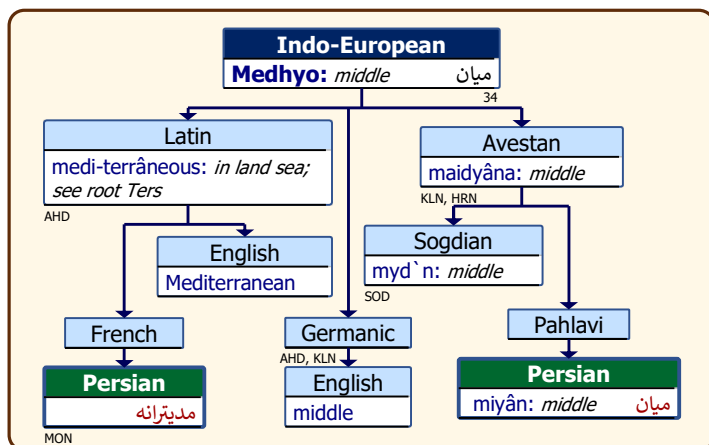 Indo-European
Medhyo: middle میان
34
Latin
medi-terrâneous: in land sea;
see root Ters
AHD
Avestan
maidyâna: middle
KLN, HRN
English
Mediterranean
Sogdian
myd`n: middle
SOD
French
Germanic
AHD, KLN
Pahlavi
Persian
مدیترانه
MON
English
middle
Persian
miyân: middle میان